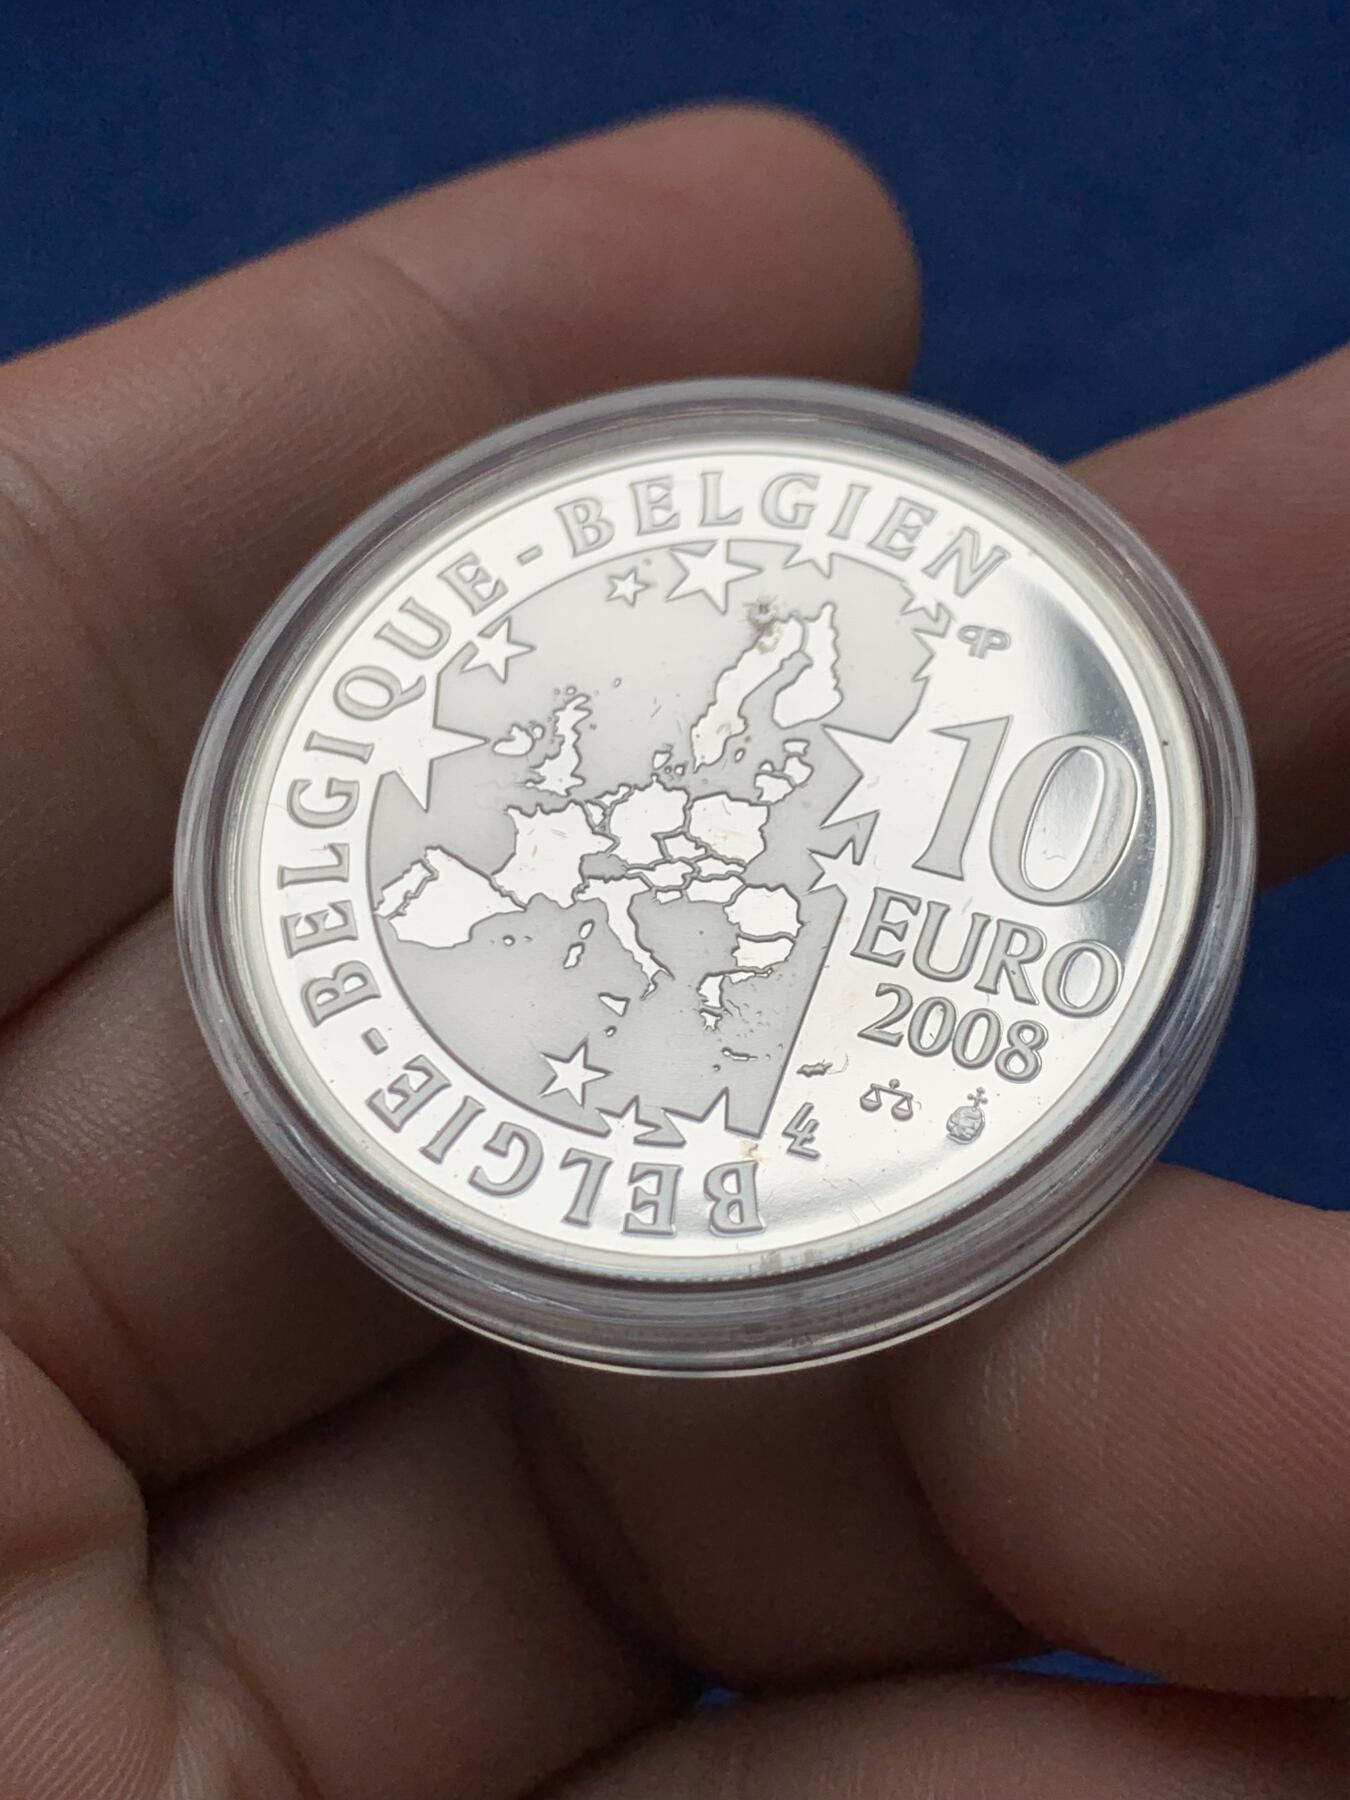 BELGIE - BELGIQUE - BELGIEN
10
EURO
2008